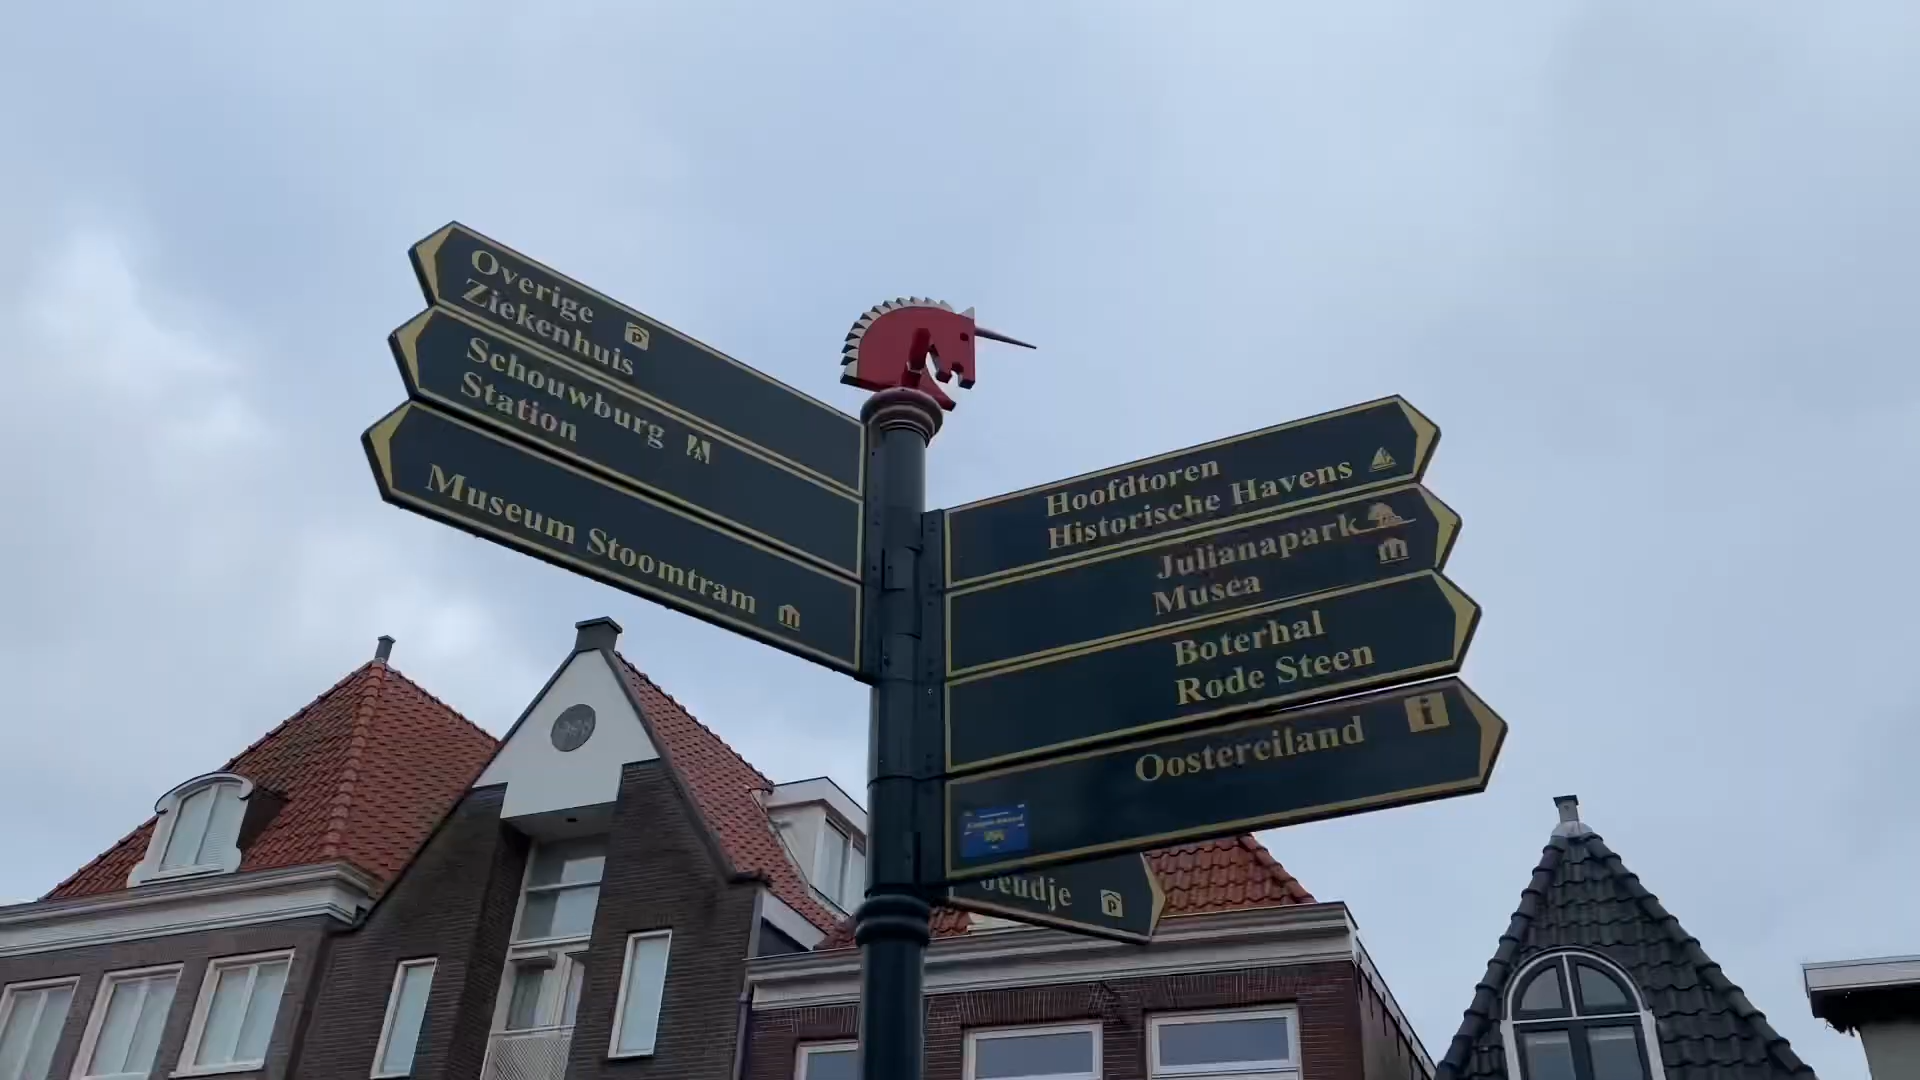 Overige
Ziekenhuis
Schouwburg
Station
Museum Stoomtram
Hoofdtoren
Historische Havens
Julianapark
Musea
Boterhal
Rode Steen
Oostereiland